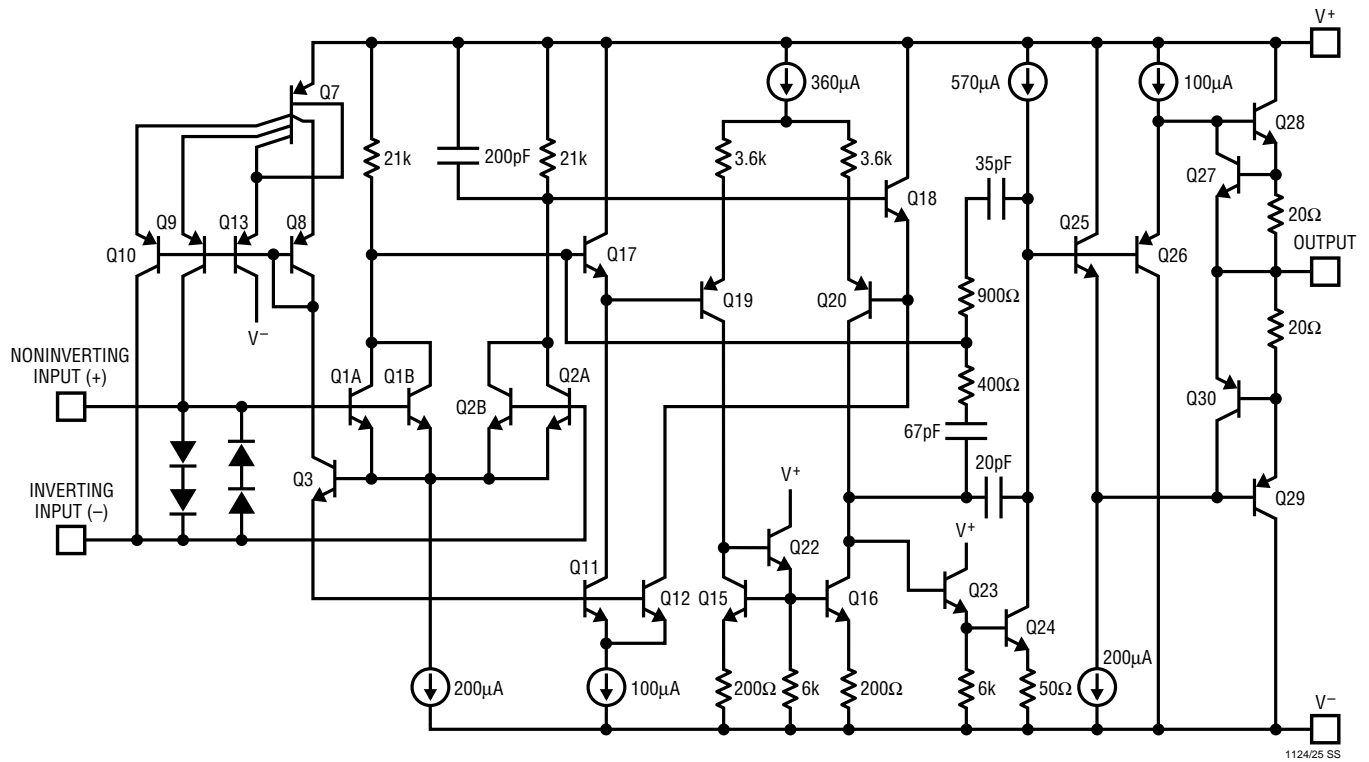 V+
Q7
360µA
570µA
100µA
Q28
21k
200pF
21k
3.6k
3.6k
35pF
Q27
Q18
20Ω
Q9
Q13
Q8
Q10
Q17
Q25
Q26
OUTPUT
Q19
Q20
900Ω
V−
20Ω
NONINVERTING
INPUT (+)
Q1A
Q1B
Q2B
Q2A
400Ω
Q30
67pF
20pF
Q3
V+
INVERTING
INPUT (–)
Q29
V+
Q22
Q11
Q12
Q15
Q16
Q23
Q24
200µA
200µA
100µA
200Ω
6k
200Ω
6k
50Ω
V−
1124/25 SS